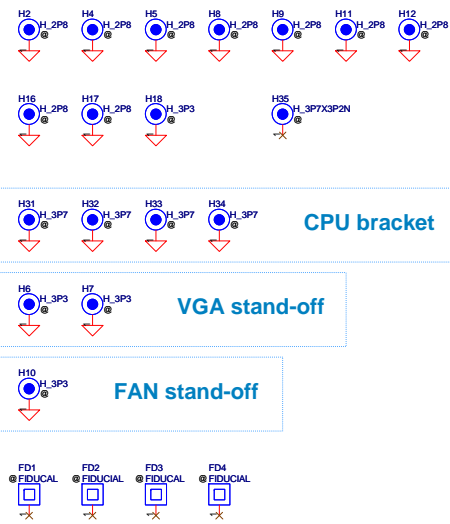 H2 H4 H5 H8 H9 H11 H12
H_2P8 H_2P8 H_2P8 H_2P8 H_2P8 H_2P8 H_2P8
@ @ @ @ @ @ @
H16 H17 H18 H35
H_2P8 H_2P8 H_3P3 H_3P7X3P2N
@ @ @ @
H31 H32 H33 H34
H_3P7 H_3P7 H_3P7 H_3P7 CPU bracket
@ @ @ @
H6 H7
H_3P3 H_3P3 VGA stand-off
@ @
H10
H_3P3 FAN stand-off
@
FD1 FD2 FD3 FD4
@ FIDUCAL @ FIDUCIAL @ FIDUCAL @ FIDUCIAL